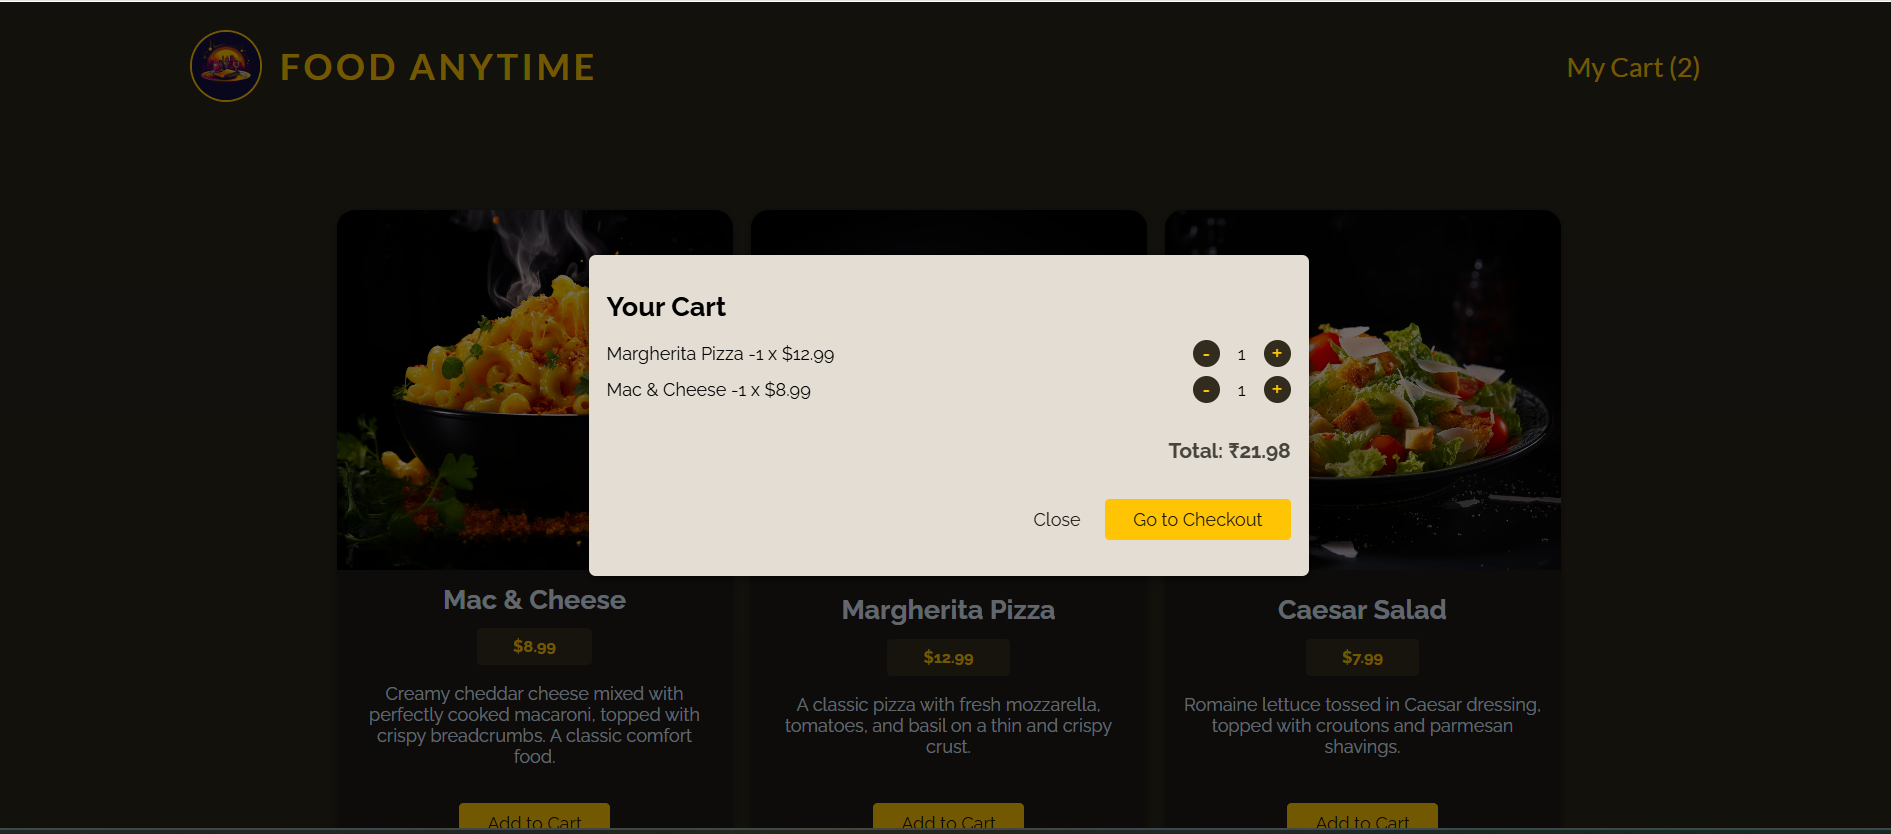 FOOD ANYTIME
My Cart (2)
Your Cart
Margherita Pizza -1 x $12.99
- 1 +
Mac & Cheese -1 x $8.99
- 1 +
Total: ₹21.98
Close
Go to Checkout
Mac & Cheese
$8.99
Creamy cheddar cheese mixed with
perfectly cooked macaroni, topped with
crispy breadcrumbs. A classic comfort
food.
Add to Cart
Margherita Pizza
$12.99
A classic pizza with fresh mozzarella,
tomatoes, and basil on a thin and crispy
crust.
Add to Cart
Caesar Salad
$7.99
Romaine lettuce tossed in Caesar dressing,
topped with croutons and parmesan
shavings.
Add to Cart